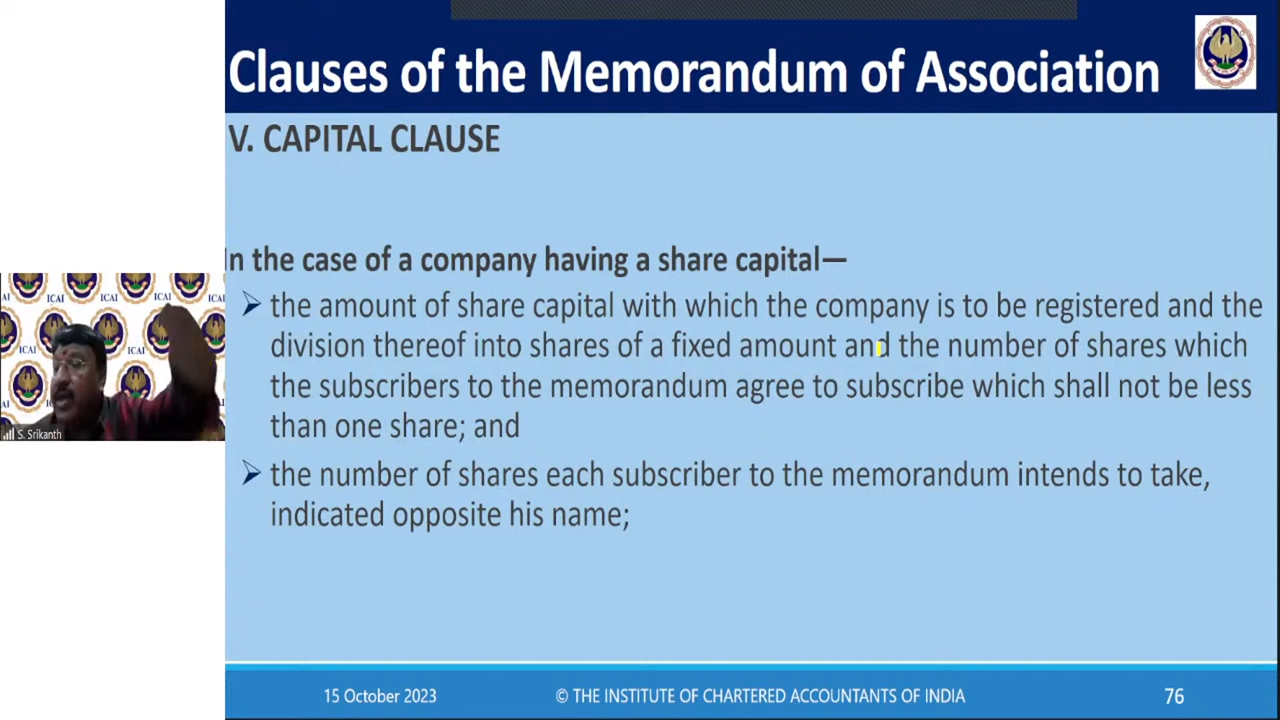 Clauses of the Memorandum of Association
V. CAPITAL CLAUSE
In the case of a company having a share capital—
the amount of share capital with which the company is to be registered and the
division thereof into shares of a fixed amount and the number of shares which
the subscribers to the memorandum agree to subscribe which shall not be less
than one share; and
the number of shares each subscriber to the memorandum intends to take,
indicated opposite his name;
ICAI
ICAI
ICAI
ICAI
S. Srikanth
15 October 2023
© THE INSTITUTE OF CHARTERED ACCOUNTANTS OF INDIA
76